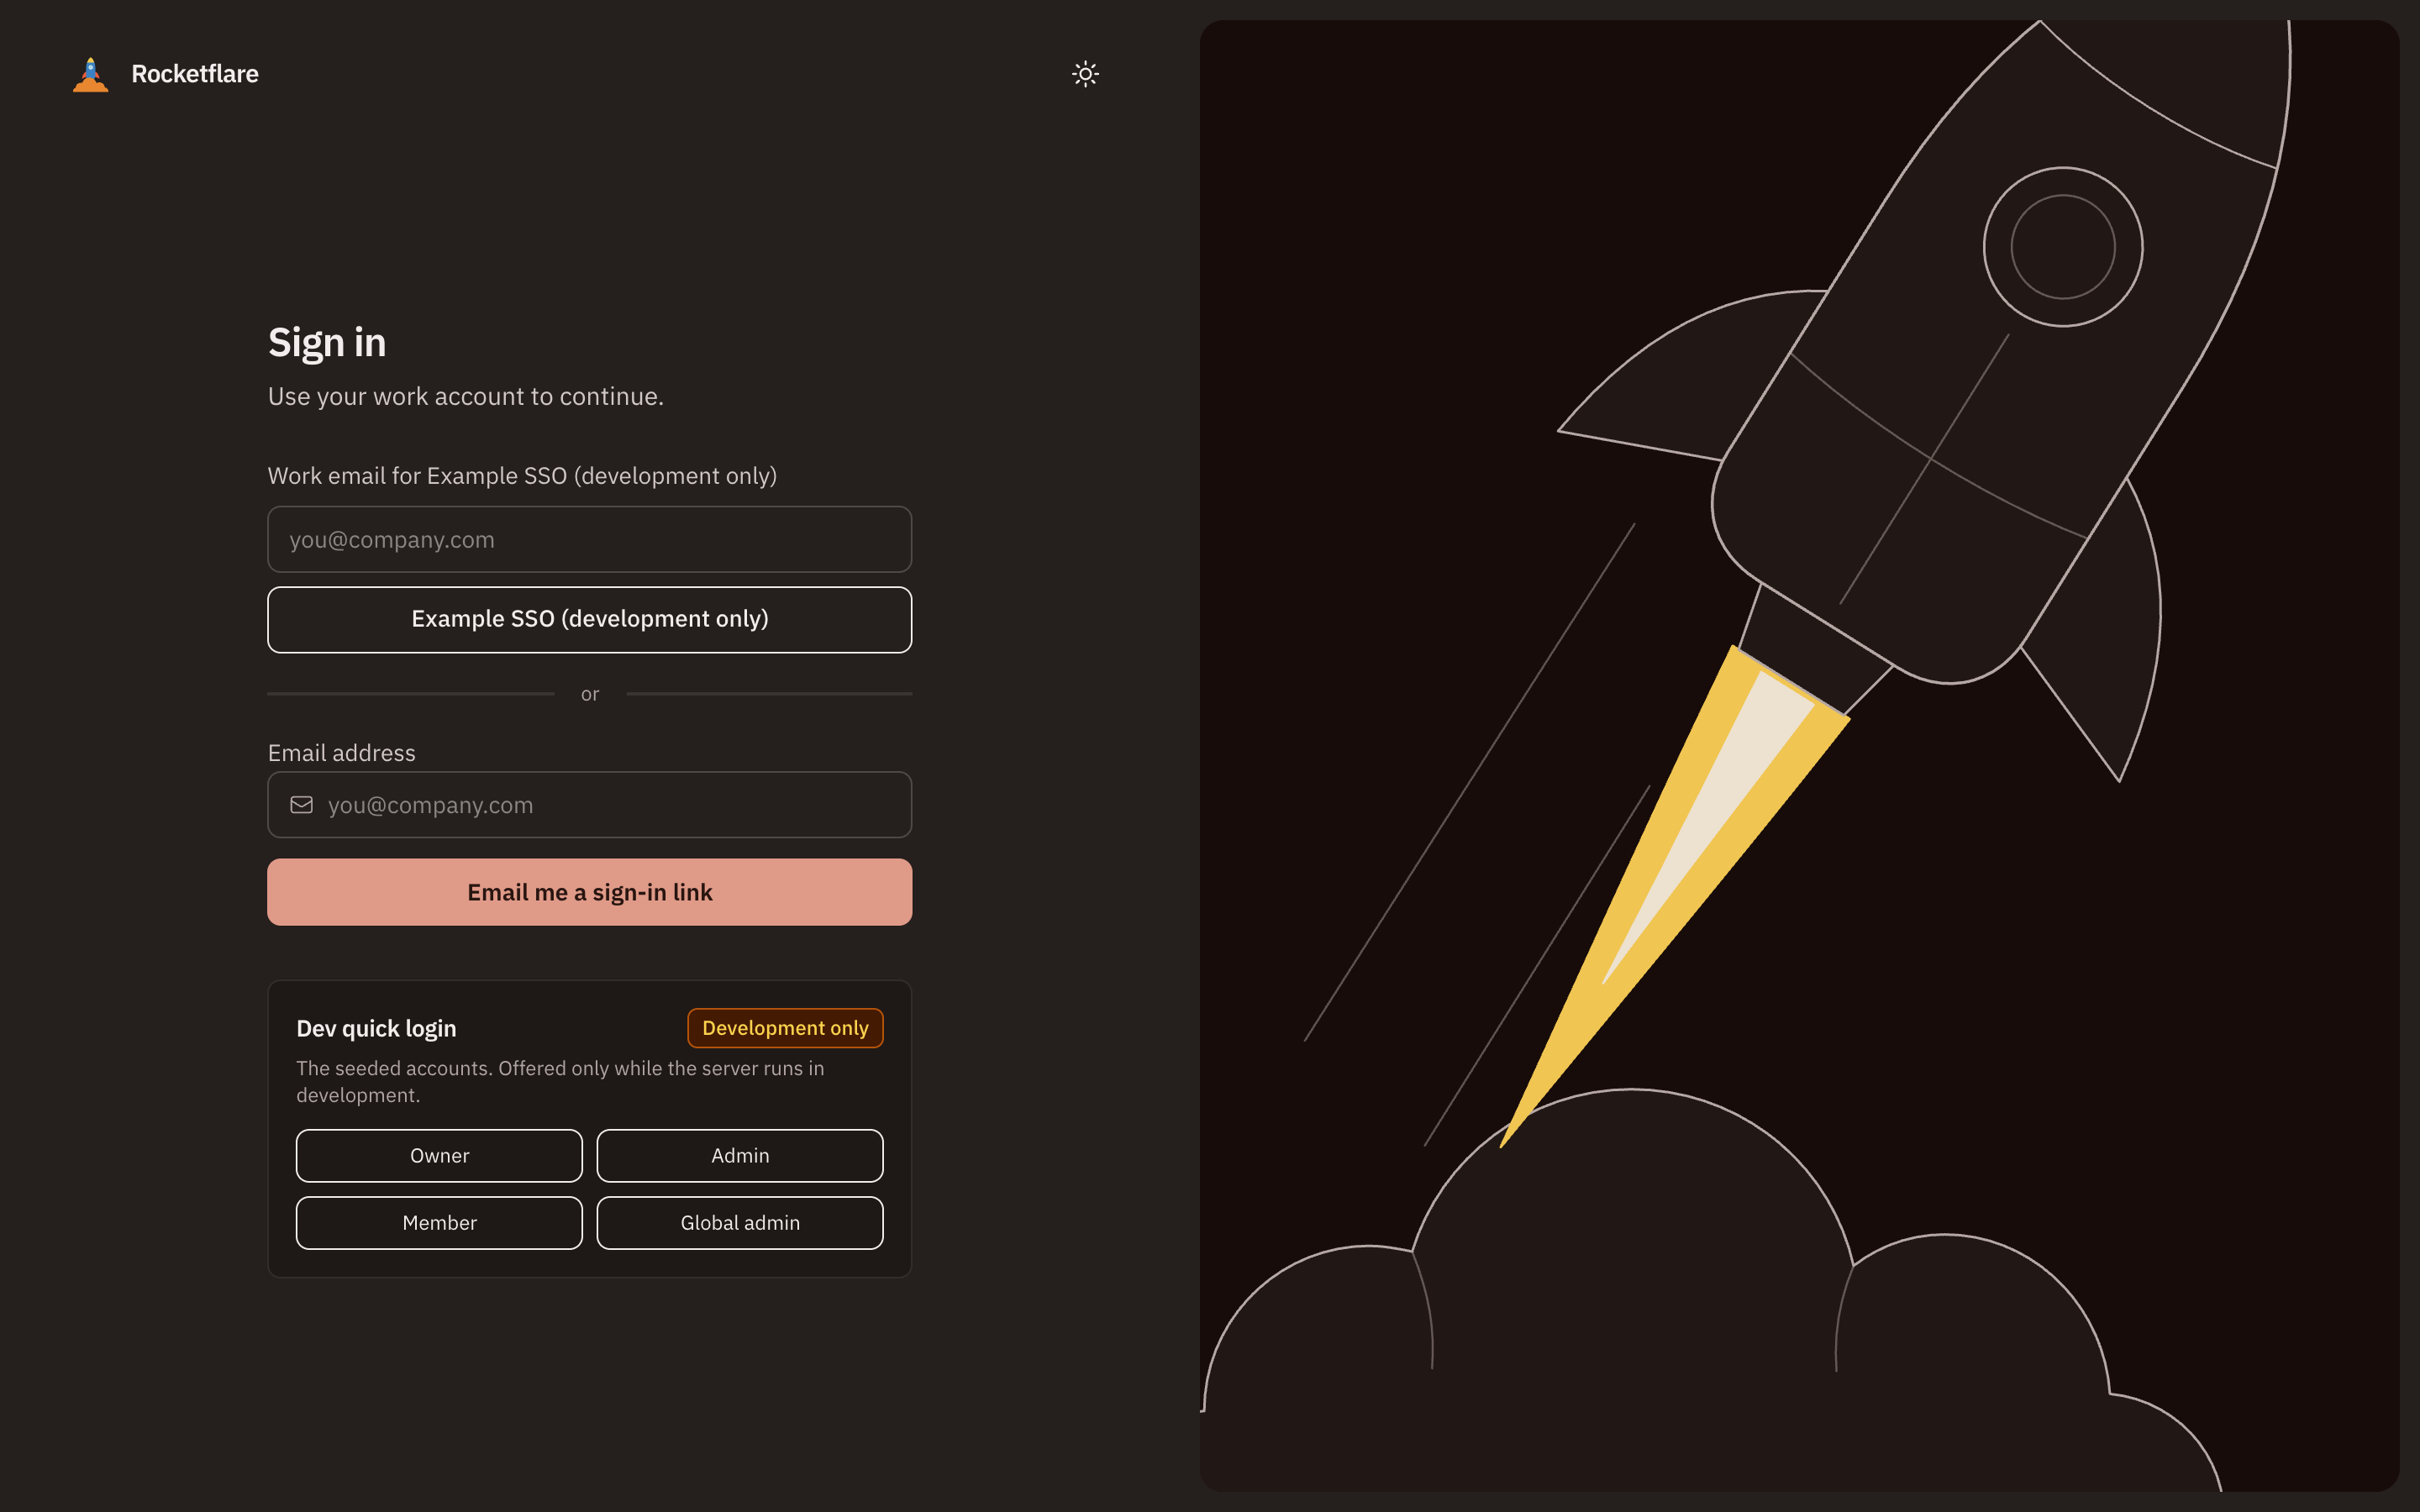 Rocketflare
Sign in
Use your work account to continue.
Work email for Example SSO (development only)
you@company.com
Example SSO (development only)
or
Email address
you@company.com
Email me a sign-in link
Dev quick login
Development only
The seeded accounts. Offered only while the server runs in
development.
Owner
Admin
Member
Global admin